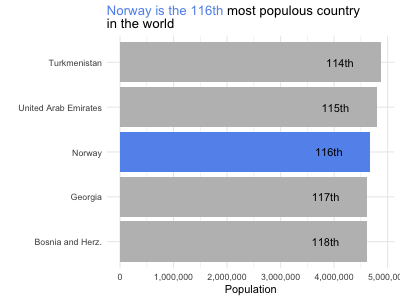 Norway is the 116th most populous country
in the world
Turkmenistan 114th
United Arab Emirates 115th
Norway 116th
Georgia 117th
Bosnia and Herz. 118th
0 1,000,000 2,000,000 3,000,000 4,000,000 5,000,0
Population